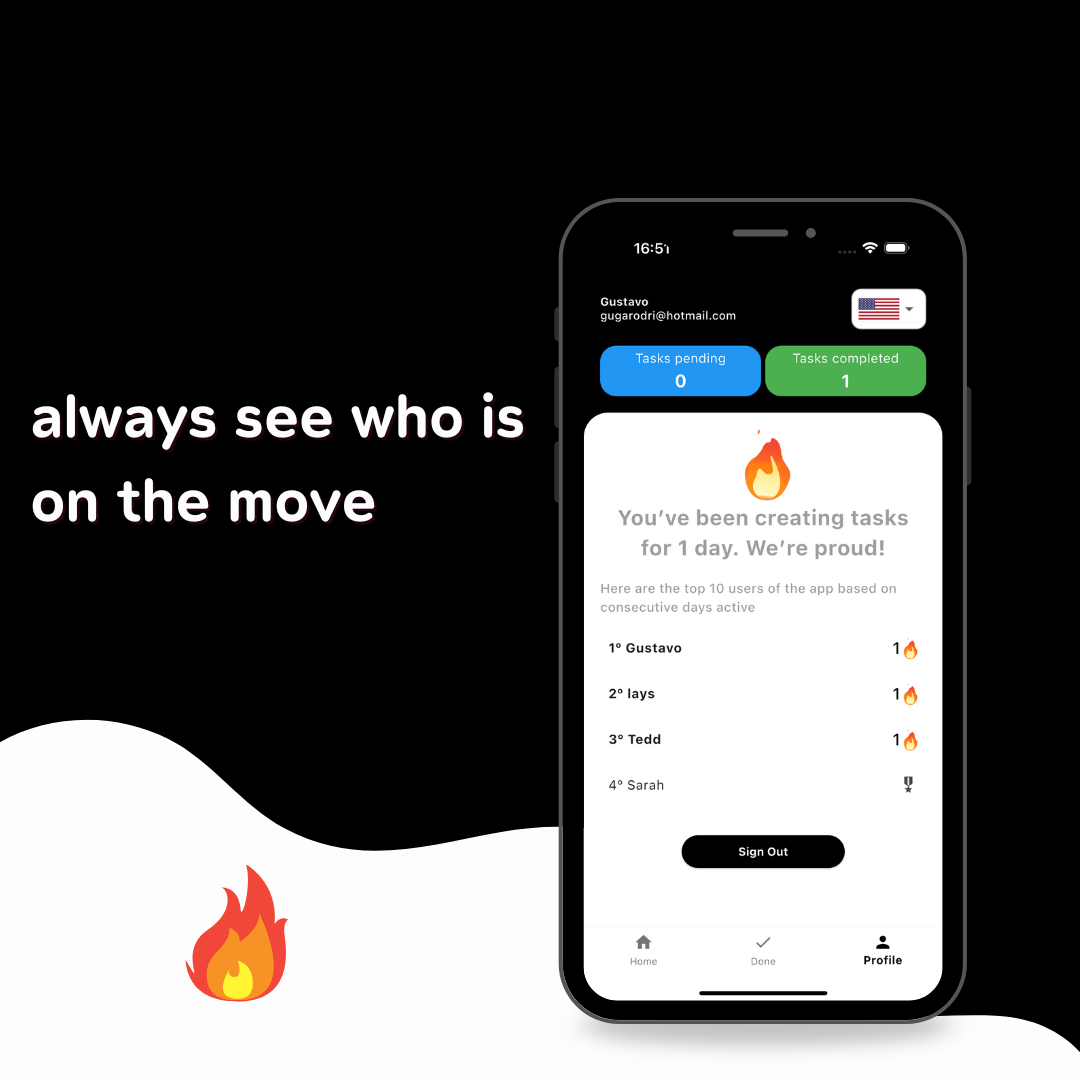 always see who is
on the move
16:51
Gustavo
gugarodri@hotmail.com
Tasks pending
0
Tasks completed
1
You’ve been creating tasks
for 1 day. We’re proud!
Here are the top 10 users of the app based on
consecutive days active
1º Gustavo 1
2º lays 1
3º Tedd 1
4º Sarah
Sign Out
Home
Done
Profile